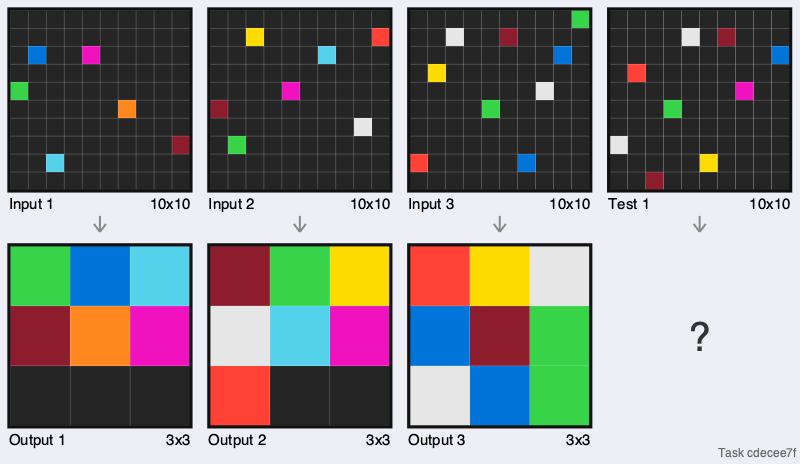 Input 1 10x10
Input 2 10x10
Input 3 10x10
Test 1 10x10
?
Output 1 3x3
Output 2 3x3
Output 3 3x3
Task cdecee7f